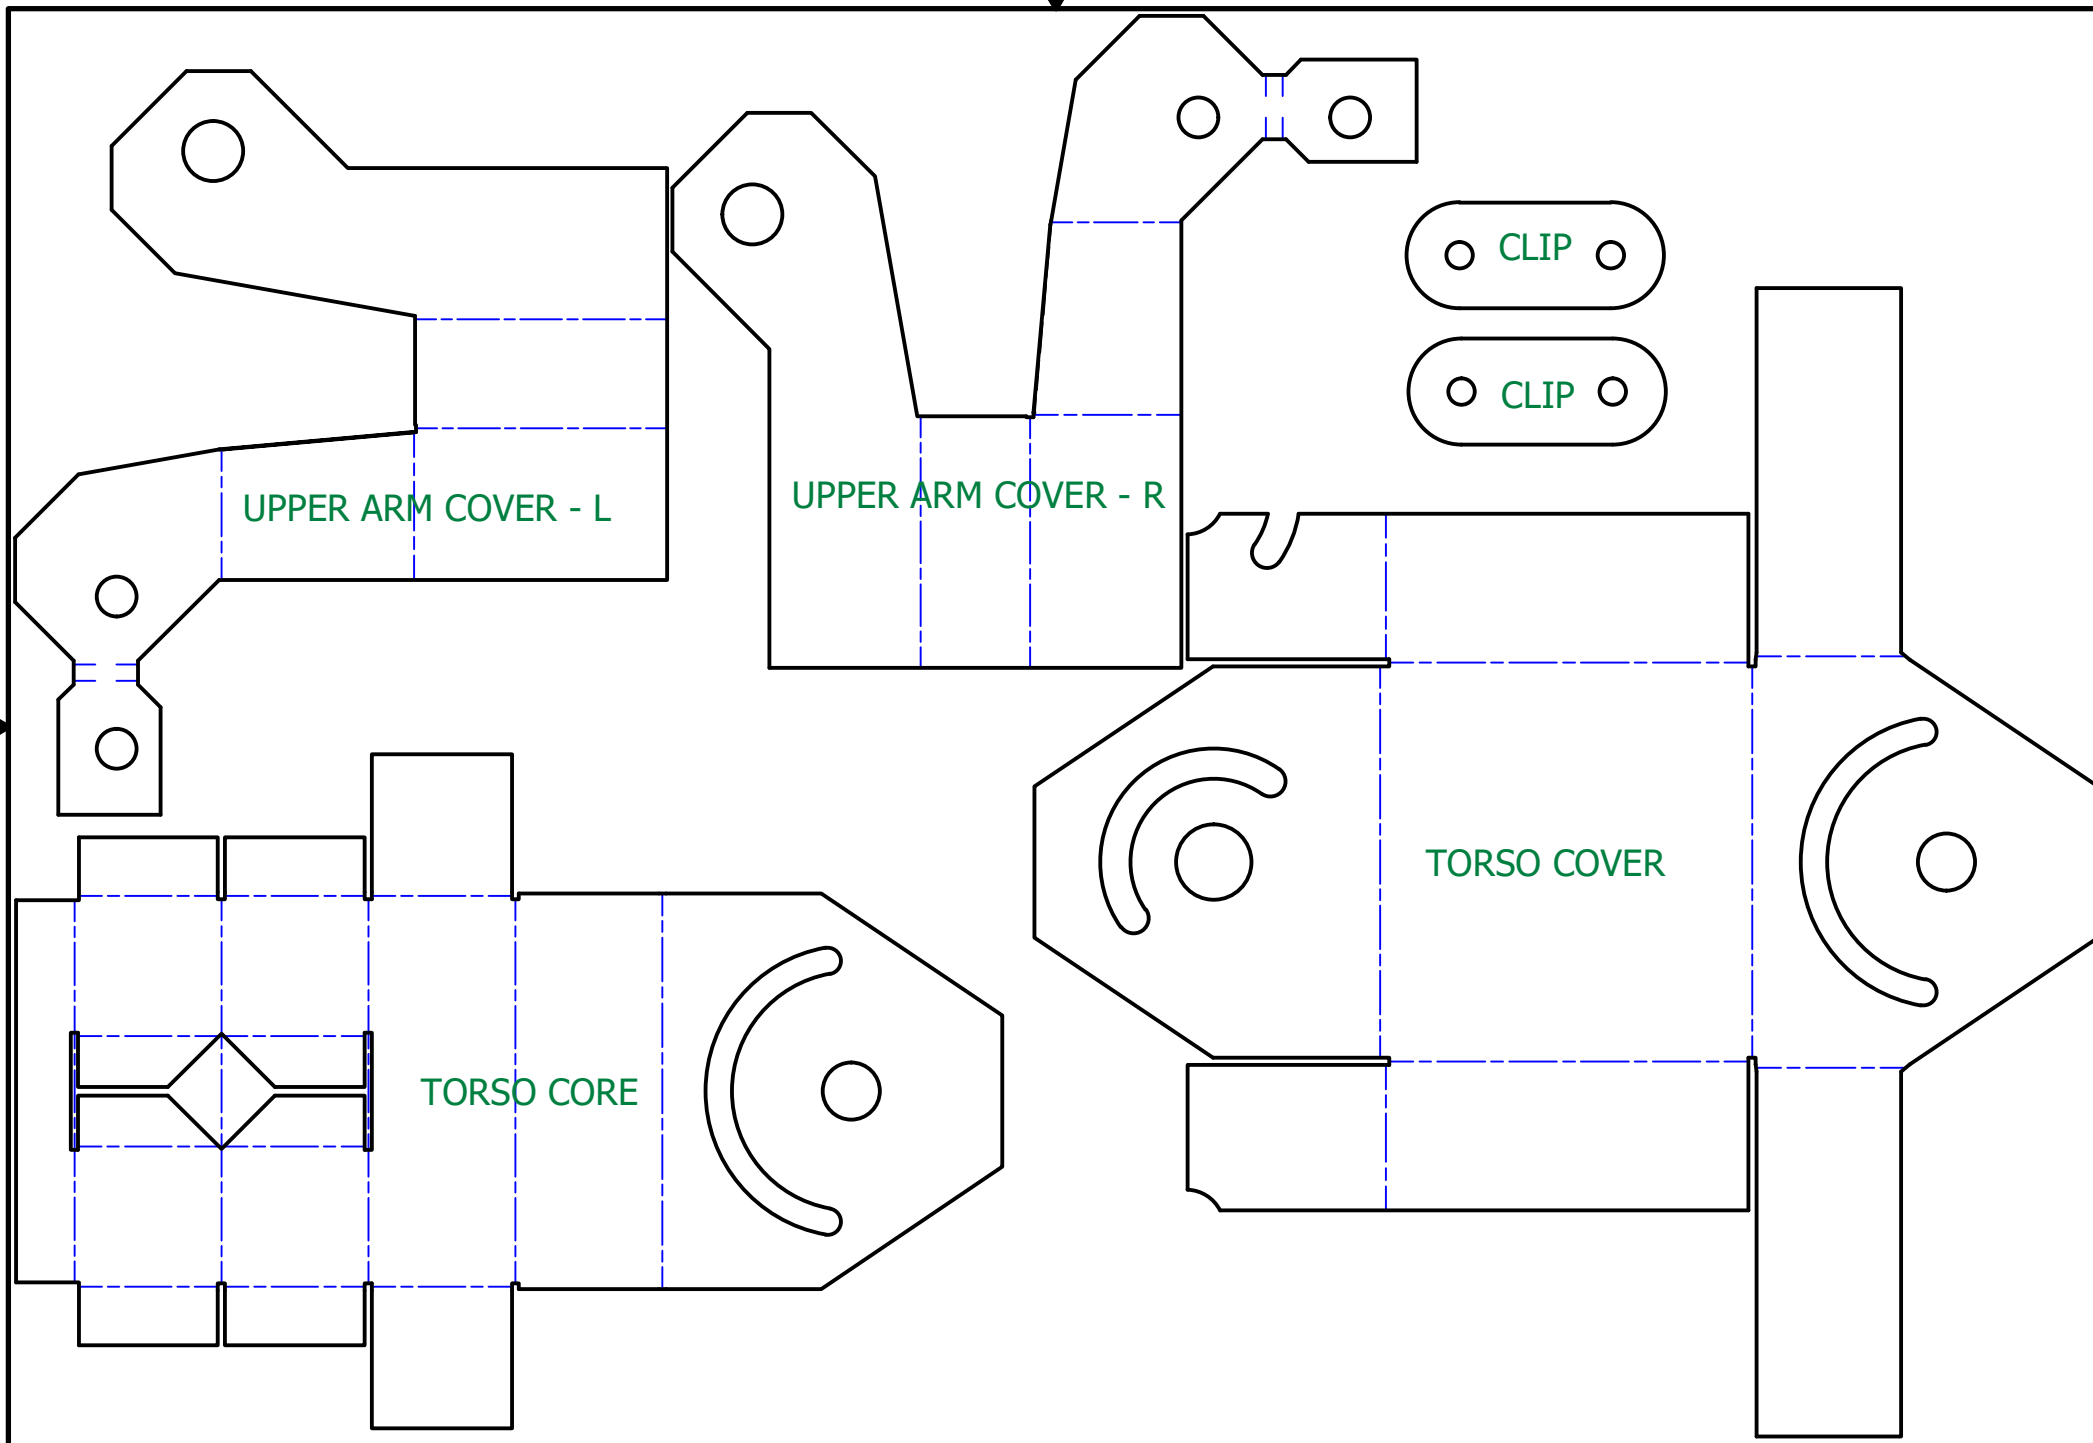 CLIP
CLIP
UPPER ARM COVER - L
UPPER ARM COVER - R
TORSO COVER
TORSO CORE